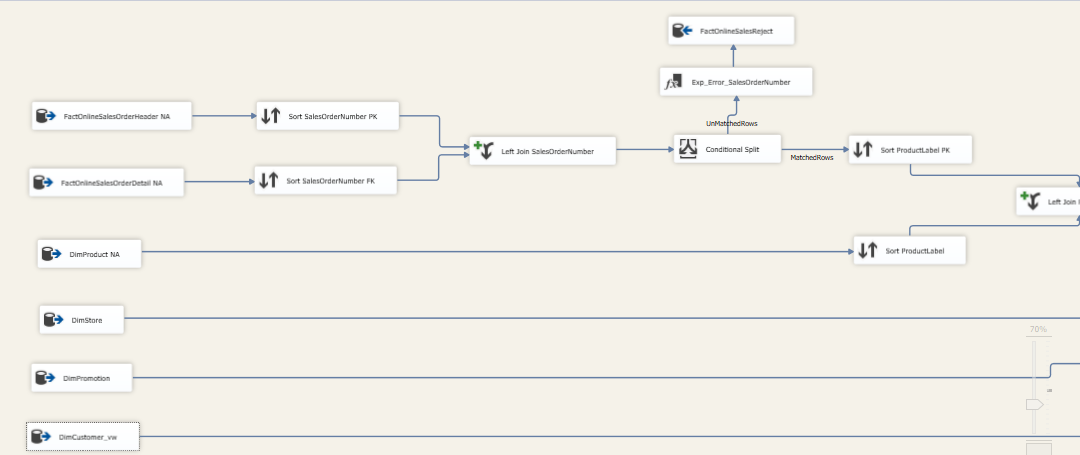 FactOnlineSalesReject
Exp_Error_SalesOrderNumber
UnMatchedRows
FactOnlineSalesOrderHeader NA
Sort SalesOrderNumber PK
Left Join SalesOrderNumber
Conditional Split
MatchedRows
Sort ProductLabel PK
FactOnlineSalesOrderDetail NA
Sort SalesOrderNumber FK
Left Join
DimProduct NA
Sort ProductLabel
DimStore
70%
DimPromotion
DimCustomer_vw